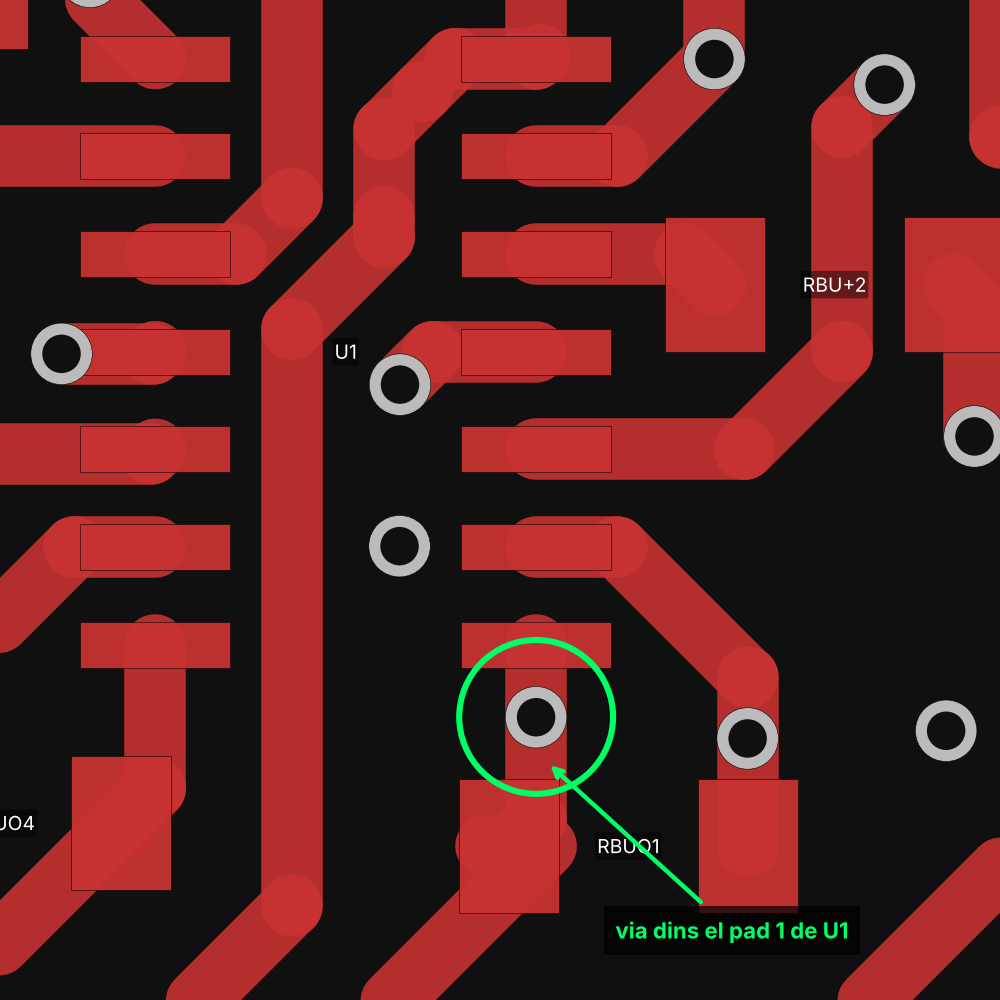 RBU+2
U1
UO4
RBUO1
via dins el pad 1 de U1